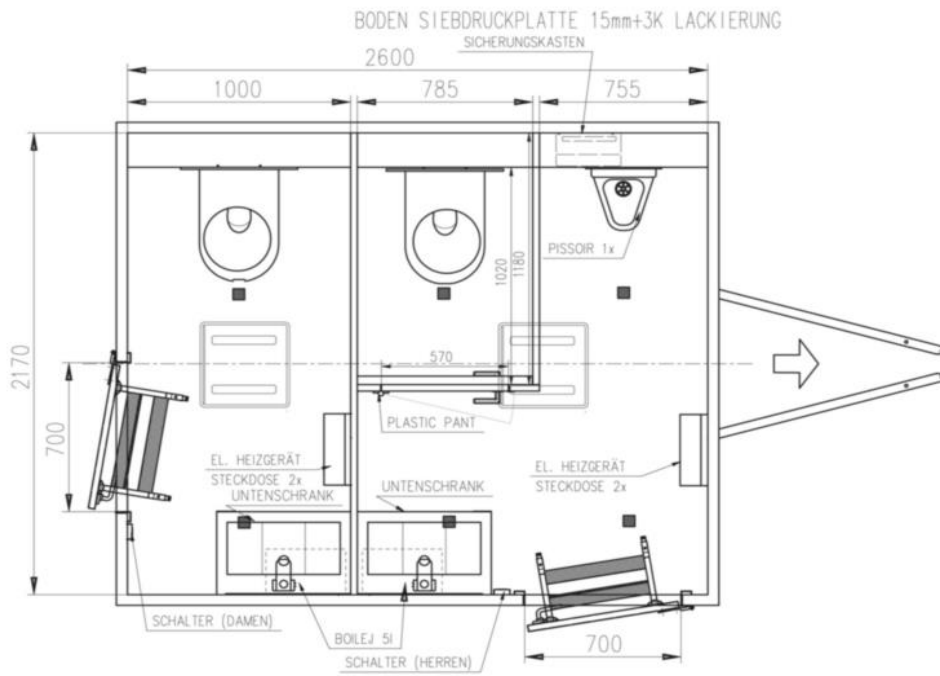 BODEN SIEBDRUCKPLATTE 15mm+3K LACKIERUNG
SICHERUNGSKASTEN
2600
1000
785
755
PISSOIR 1x
1020
1180
2170
570
700
PLASTIC PANT
EL. HEIZGERÄT
STECKDOSE 2x
UNTENSCHRANK
UNTENSCHRANK
EL. HEIZGERÄT
STECKDOSE 2x
SCHALTER (DAMEN)
BOILEJ 5l
SCHALTER (HERREN)
700